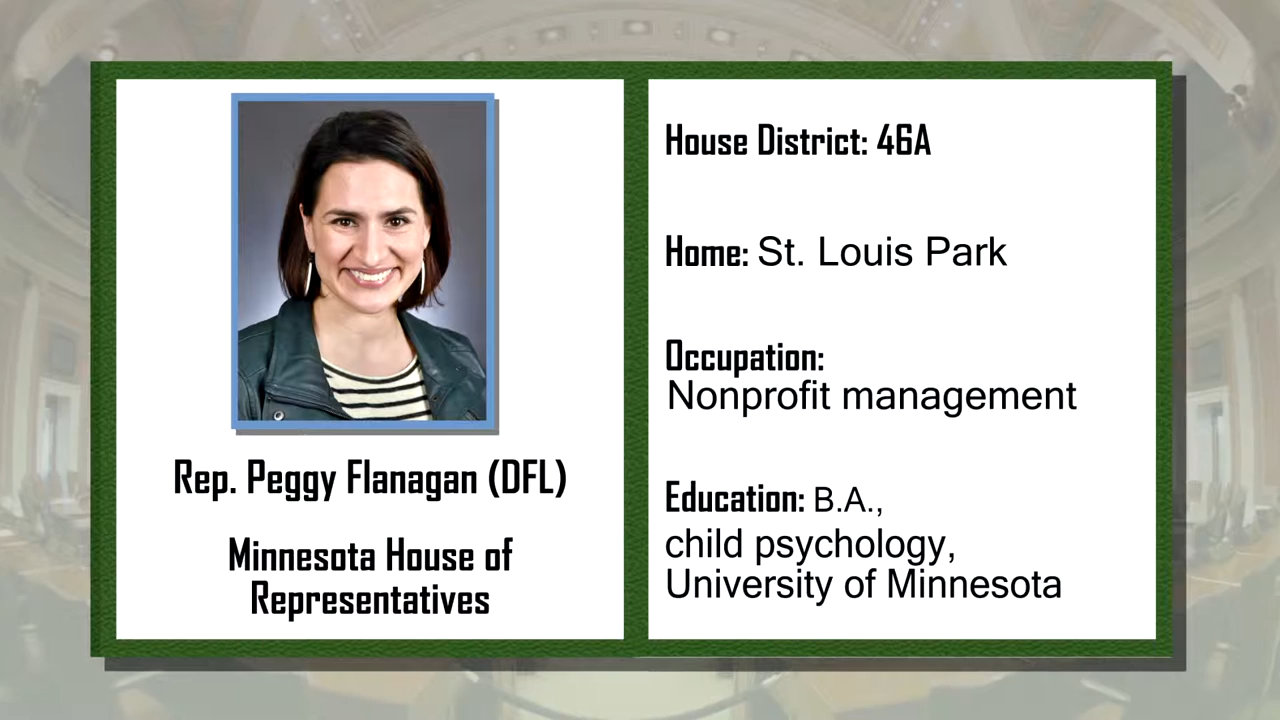 Rep. Peggy Flanagan (DFL)
Minnesota House of
Representatives
House District: 46A
Home: St. Louis Park
Occupation:
Nonprofit management
Education: B.A.,
child psychology,
University of Minnesota